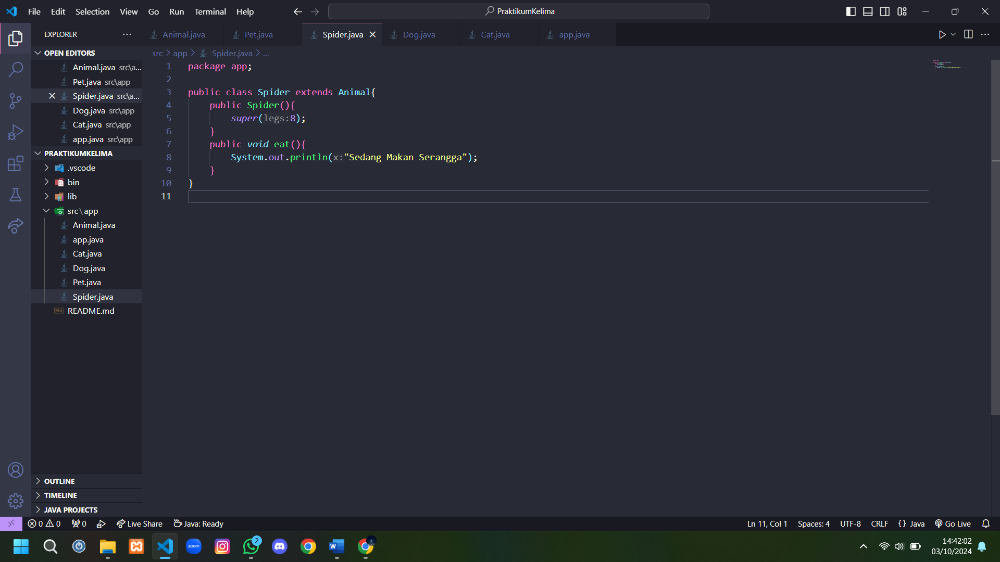 File Edit Selection View Go Run Terminal Help
PraktikumKelima
EXPLORER
Animal.java
Pet.java
Spider.java
Dog.java
Cat.java
app.java
OPEN EDITORS
Animal.java src\a...
Pet.java src\app
Spider.java src\a...
Dog.java src\app
Cat.java src\app
app.java src\app
PRAKTIKUMKELIMA
.vscode
bin
lib
src\app
Animal.java
app.java
Cat.java
Dog.java
Pet.java
Spider.java
README.md
OUTLINE
TIMELINE
JAVA PROJECTS
src > app > Spider.java > ...
1 package app;
2
3 public class Spider extends Animal{
4 public Spider(){
5 super(legs:8);
6 }
7 public void eat(){
8 System.out.println(x:"Sedang Makan Serangga");
9 }
10 }
11
0 0 0 Live Share Java: Ready
Ln 11, Col 1 Spaces: 4 UTF-8 CRLF {} Java Go Live
zoom
2
W
14:42:02
03/10/2024